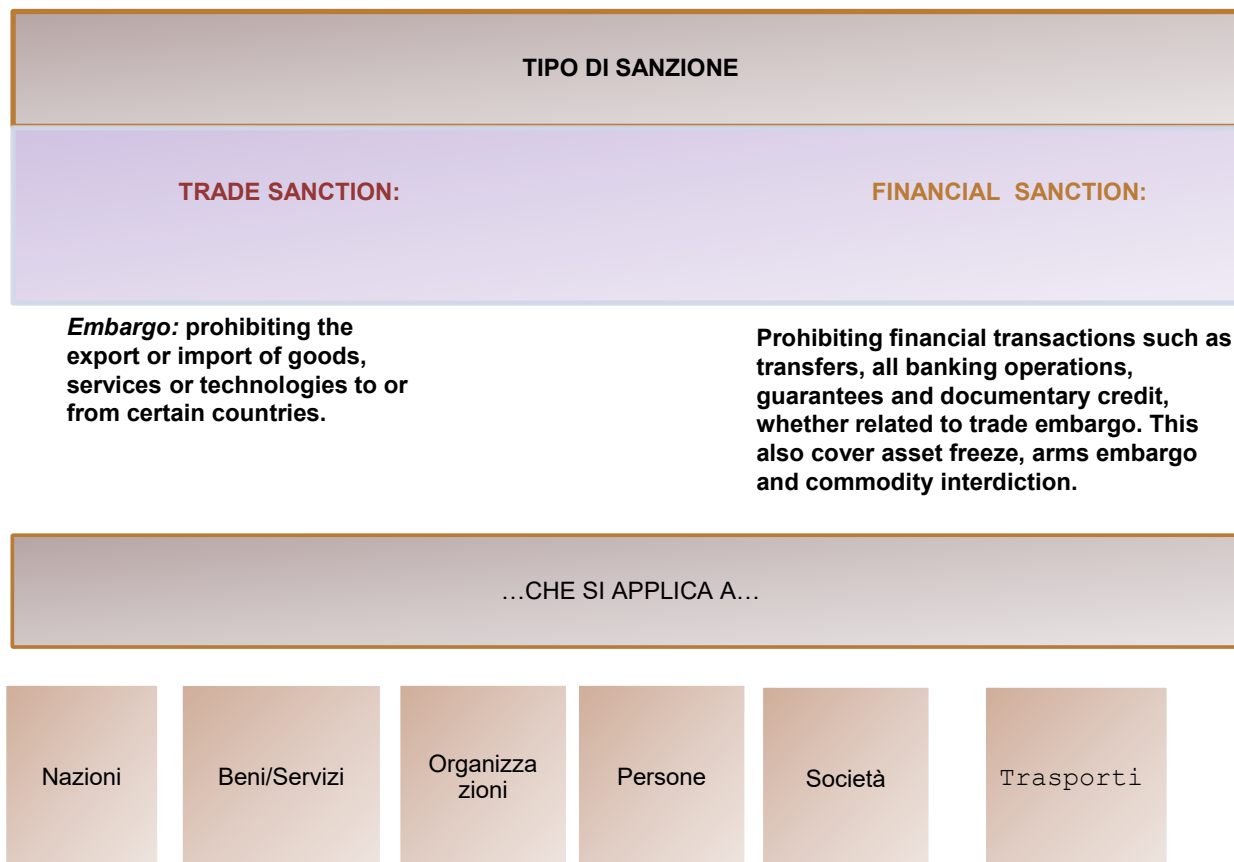 TIPO DI SANZIONE
TRADE SANCTION:
FINANCIAL SANCTION:
Embargo: prohibiting the
export or import of goods,
services or technologies to or
from certain countries.
Prohibiting financial transactions such as
transfers, all banking operations,
guarantees and documentary credit,
whether related to trade embargo. This
also cover asset freeze, arms embargo
and commodity interdiction.
…CHE SI APPLICA A…
Nazioni
Beni/Servizi
Organizza
zioni
Persone
Società
Trasporti